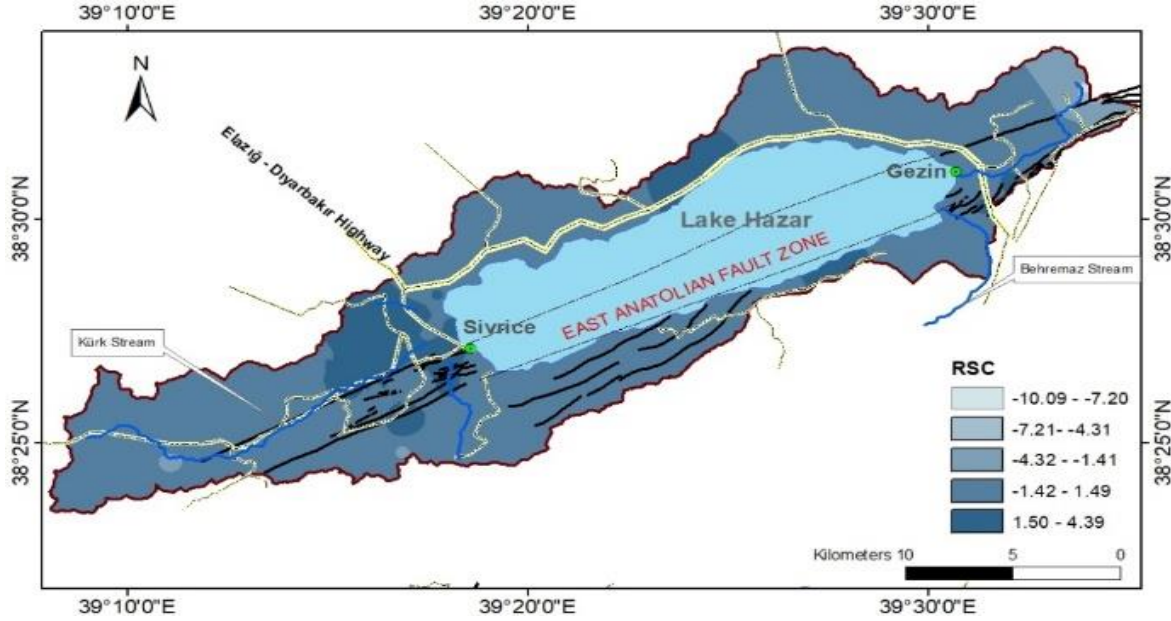 39°10'0"E 39°20'0"E 39°30'0"E
N
Elazığ - Diyarbakır Highway
Gezin
38°30'0"N
Lake Hazar
38°30'0"N
EAST ANATOLIAN FAULT ZONE
Behremaz Stream
Sivrice
Kürk Stream
RSC
-10.09 - -7.20
-7.21 - -4.31
-4.32 - -1.41
-1.42 - 1.49
1.50 - 4.39
38°25'0"N
38°25'0"N
Kilometers 10 5 0
39°10'0"E 39°20'0"E 39°30'0"E